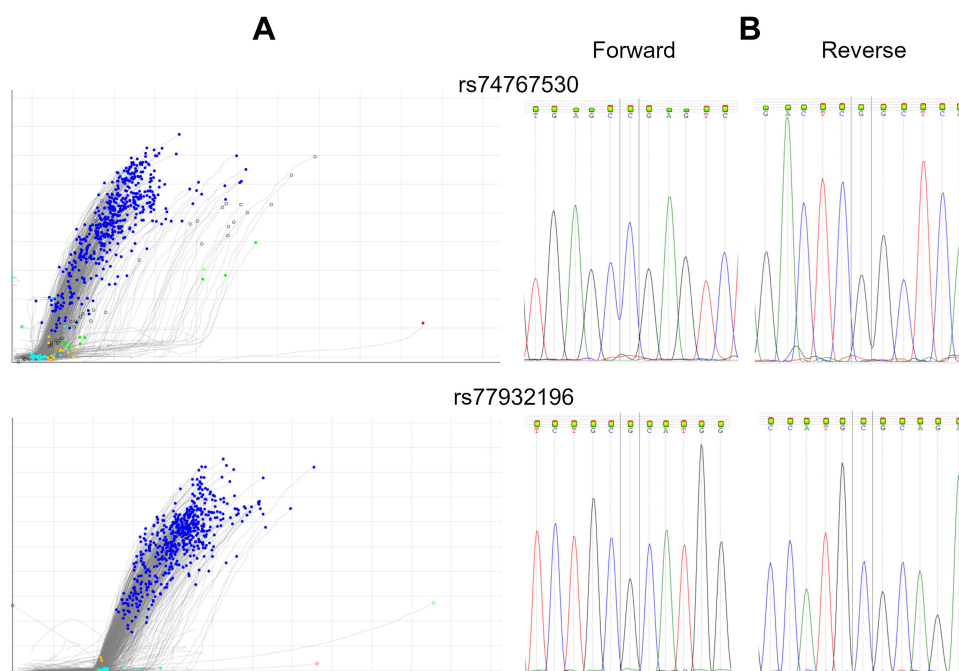 A
B
Forward
Reverse
rs74767530
T G A G C C G A G T C
G A C T C G G C T C A
rs77932196
T C T G C G C A T G G
C C A T G C G C A G A